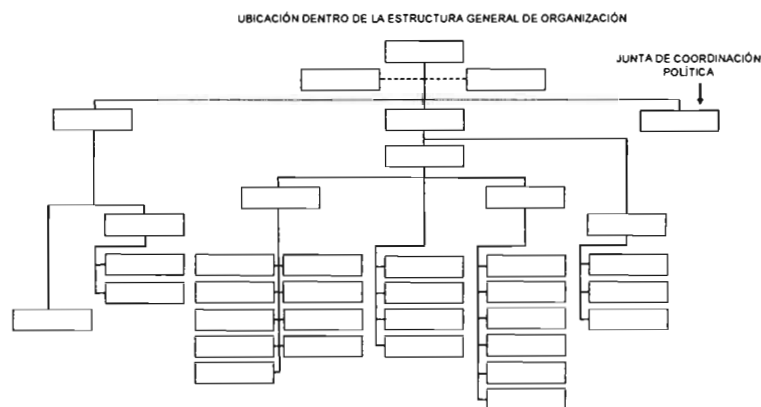 UBICACIÓN DENTRO DE LA ESTRUCTURA GENERAL DE ORGANIZACIÓN
JUNTA DE COORDINACIÓN
POLÍTICA